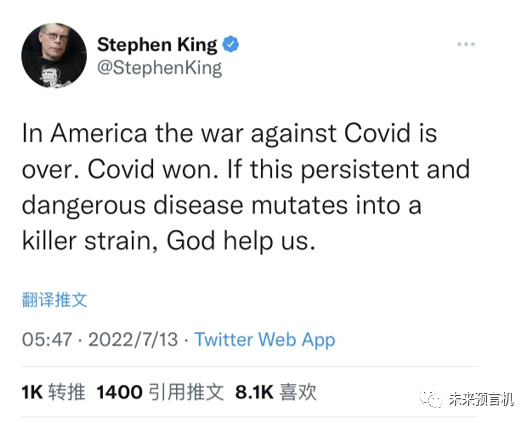 Stephen King
@StephenKing
In America the war against Covid is
over. Covid won. If this persistent and
dangerous disease mutates into a
killer strain, God help us.
翻译推文
05:47 · 2022/7/13 · Twitter Web App
1K 转推 1400 引用推文 8.1K 喜欢
未来预言机